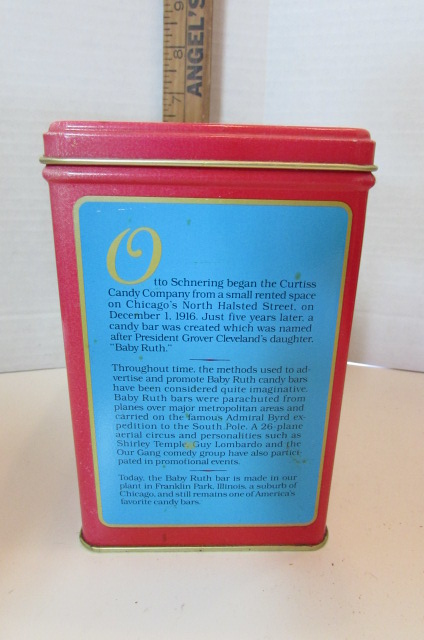 9
8
7
ANGEL'S
Otto Schnering began the Curtiss
Candy Company from a small rented space
on Chicago's North Halsted Street, on
December 1, 1916. Just five years later, a
candy bar was created which was named
after President Grover Cleveland's daughter,
"Baby Ruth."
Throughout time, the methods used to ad-
vertise and promote Baby Ruth candy bars
have been considered quite imaginative.
Baby Ruth bars were parachuted from
planes over major metropolitan areas and
carried on the famous Admiral Byrd ex-
pedition to the South Pole. A 26-plane
aerial circus and personalities such as
Shirley Temple, Guy Lombardo and the
Our Gang comedy group have also partici-
pated in promotional events.
Today, the Baby Ruth bar is made in our
plant in Franklin Park, Illinois, a suburb of
Chicago, and still remains one of America's
favorite candy bars.